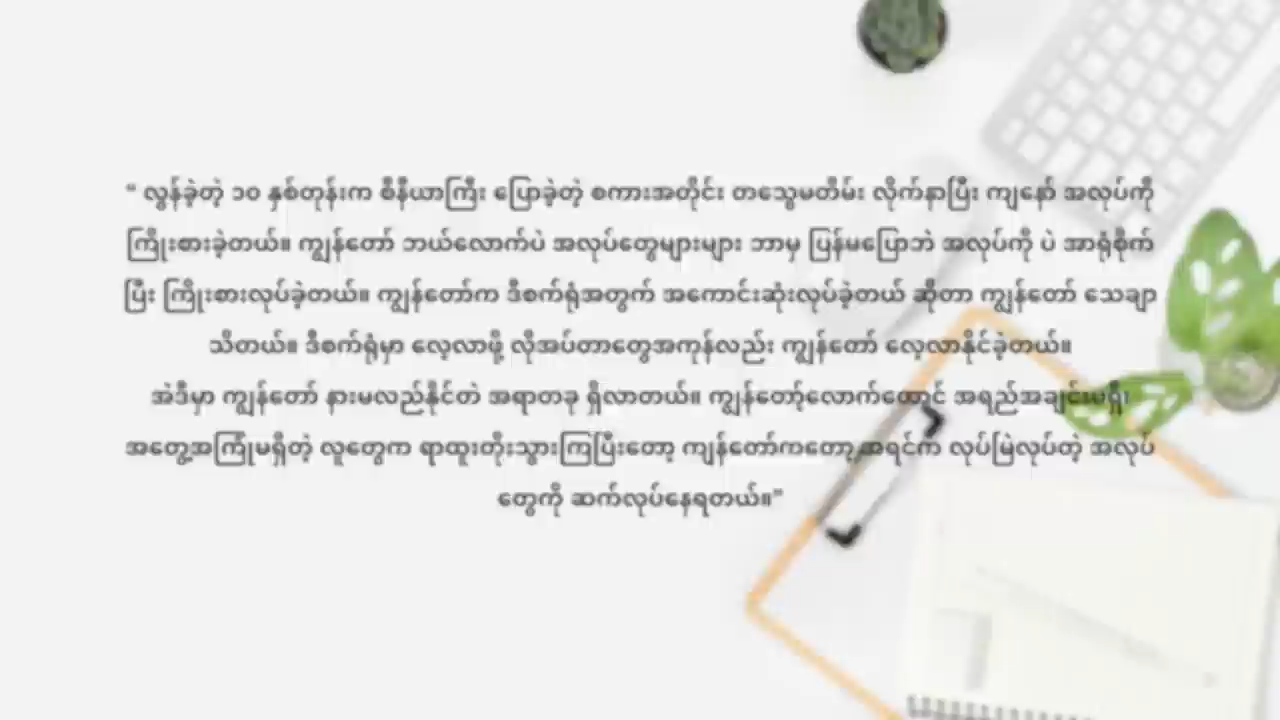 “ လွန်ခဲ့တဲ့ ၁၀ နှစ်တုန်းက စီနီယာကြီး ပြောခဲ့တဲ့ စကားအတိုင်း တသွေမတိမ်း လိုက်နာပြီး ကျနော် အလုပ်ကို
ကြိုးစားခဲ့တယ်။ ကျွန်တော် ဘယ်လောက်ပဲ အလုပ်တွေများများ ဘာမှ ပြန်မပြောဘဲ အလုပ်ကို ပဲ အာရုံစိုက်
ပြီး ကြိုးစားလုပ်ခဲ့တယ်။ ကျွန်တော်က ဒီစက်ရုံအတွက် အကောင်းဆုံးလုပ်ခဲ့တယ် ဆိုတာ ကျွန်တော် သေချာ
သိတယ်။ ဒီစက်ရုံမှာ လေ့လာဖို့ လိုအပ်တာတွေအကုန်လည်း ကျွန်တော် လေ့လာနိုင်ခဲ့တယ်။
အဲဒီမှာ ကျွန်တော် နားမလည်နိုင်တဲ အရာတခု ရှိလာတယ်။ ကျွန်တော့်လောက်တောင် အရည်အချင်းမရှိ၊
အတွေ့အကြုံမရှိတဲ့ လူတွေက ရာထူးတိုးသွားကြပြီးတော့ ကျန်တော်ကတော့ အရင်က လုပ်မြဲလုပ်တဲ့ အလုပ်
တွေကို ဆက်လုပ်နေရတယ်။”